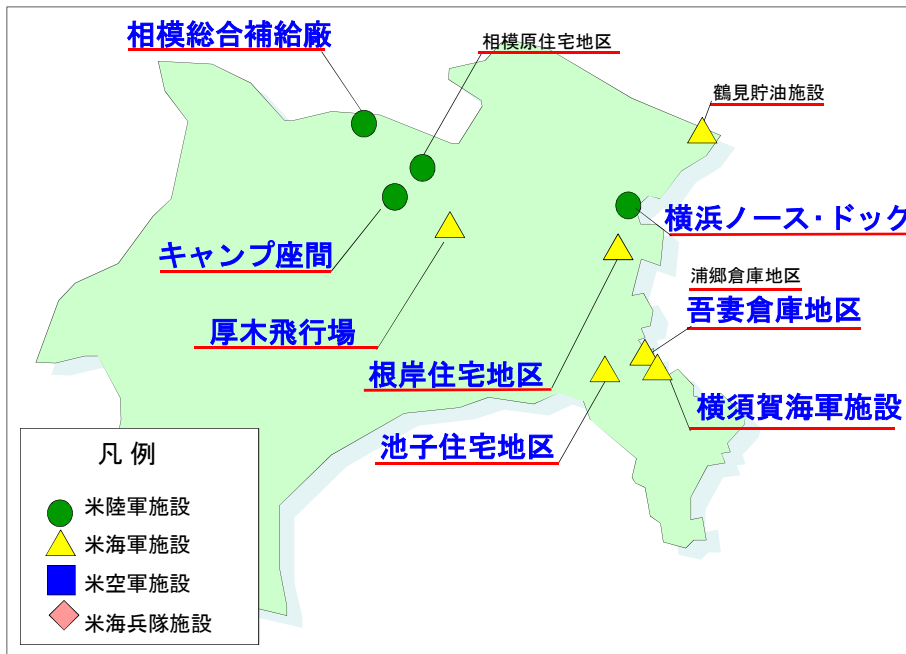 相模総合補給廠
相模原住宅地区
鶴見貯油施設
横浜ノース・ドック
キャンプ座間
浦郷倉庫地区
吾妻倉庫地区
厚木飛行場
根岸住宅地区
横須賀海軍施設
池子住宅地区
凡例
米陸軍施設
米海軍施設
米空軍施設
米海兵隊施設